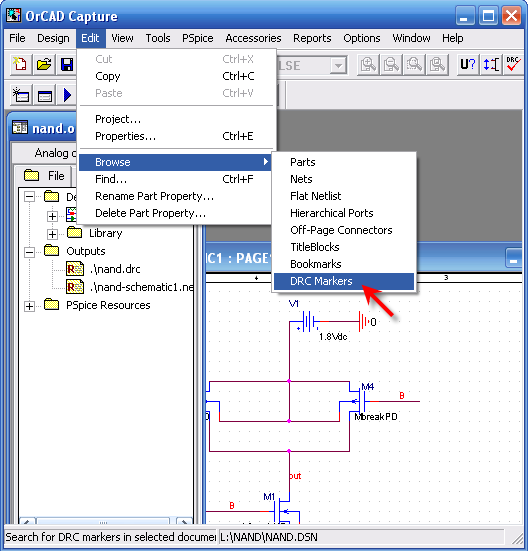 OrCAD Capture
File Design Edit View Tools PSpice Accessories Reports Options Window Help
Cut Ctrl+X
Copy Ctrl+C
Paste Ctrl+V
Project...
Properties... Ctrl+E
Browse
Find... Ctrl+F
Rename Part Property...
Delete Part Property...
Parts
Nets
Flat Netlist
Hierarchical Ports
Off-Page Connectors
TitleBlocks
Bookmarks
DRC Markers
LSE
U?
DRC
nand.o
Analog o
File
De
Library
Outputs
.\nand.drc
.\nand-schematic1.ne
PSpice Resources
IC1 : PAGE
4
3
V1
0
1.8Vdc
M4
B
MbreakPD
out
M1
B
Search for DRC markers in selected docume L:\NAND\NAND.DSN